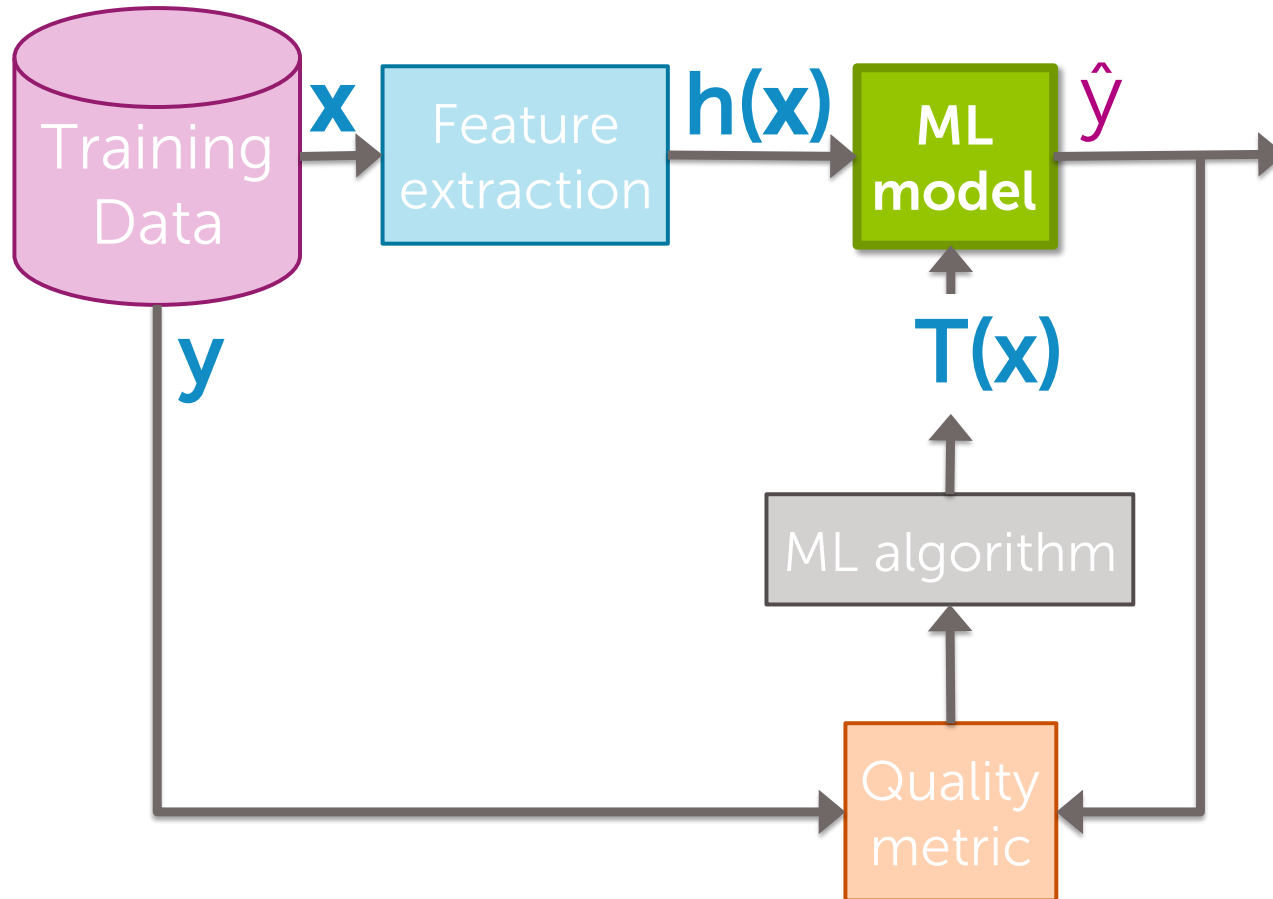 Training
Data
x
Feature
extraction
h(x)
ML
model
ŷ
y
T(x)
ML algorithm
Quality
metric